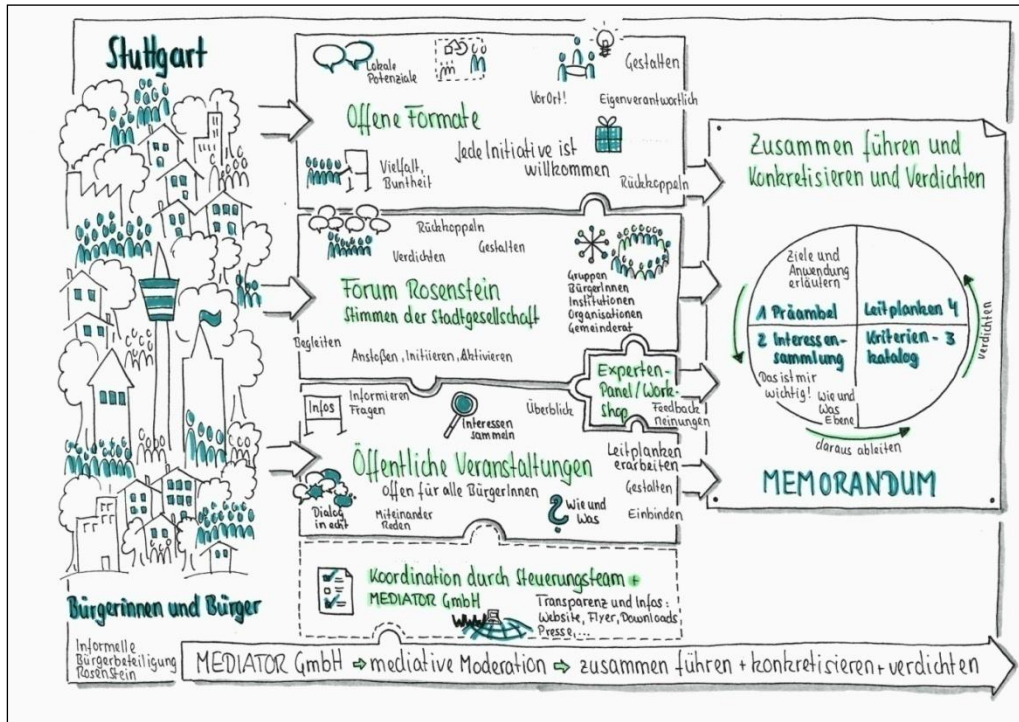 Stuttgart
Bürgerinnen und Bürger
Informelle
Bürgerbeteiligung
Rosenstein
Lokale
Potenziale
Gestalten
Vor Ort!
Eigenverantwortlich
Offene Formate
Jede Initiative ist
willkommen
Vielfalt,
Buntheit
Rückkoppeln
Rückkoppeln
Verdichten
Gestalten
Forum Rosenstein
Stimmen der Stadtgesellschaft
Gruppen
BürgerInnen
Institutionen
Organisationen
Gemeinderat
Begleiten
Anstoßen, Initiieren, Aktivieren
Experten-
Panel/Work-
shop
Feedback
Meinungen
Infos
Informieren
Fragen
Interessen
sammeln
Überblick
Leitplanken
erarbeiten
Öffentliche Veranstaltungen
offen für alle BürgerInnen
Gestalten
Dialog
in echt
Miteinander
Reden
?
Wie und
Was
Einbinden
Koordination durch Steuerungsteam +
MEDIATOR GmbH
WWW
Transparenz und Infos:
Website, Flyer, Downloads,
Presse,...
Zusammen führen und
Konkretisieren und Verdichten
Ziele und
Anwendung
erläutern
1 Präambel
Leitplanken 4
2 Interessen-
sammlung
Kriterien - 3
katalog
Das ist mir
wichtig!
Wie und
Was
Ebene
verdichten
daraus ableiten
MEMORANDUM
MEDIATOR GmbH ⇨ mediative Moderation ⇨ zusammen führen + konkretisieren + verdichten